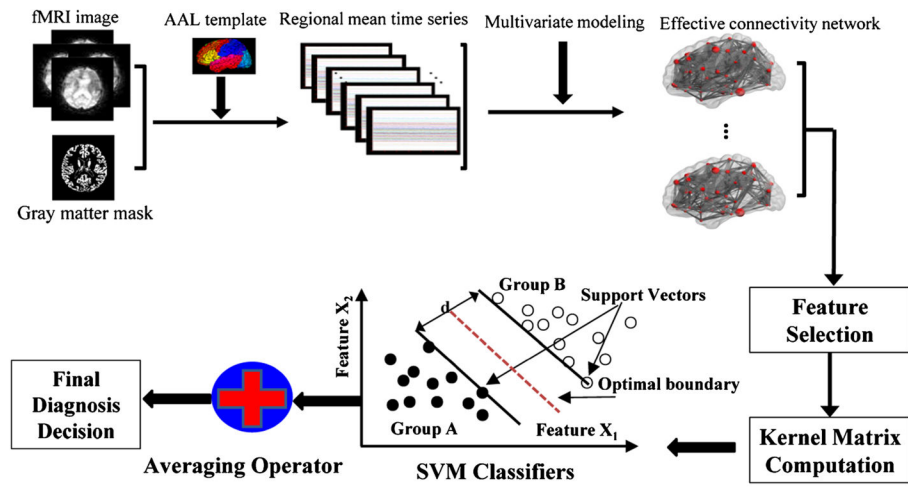 fMRI image
AAL template
Regional mean time series
Multivariate modeling
Effective connectivity network
Gray matter mask
Feature
Selection
Kernel Matrix
Computation
Feature X2
Group B
d
Support Vectors
Optimal boundary
Group A
Feature X1
SVM Classifiers
Averaging Operator
Final
Diagnosis
Decision